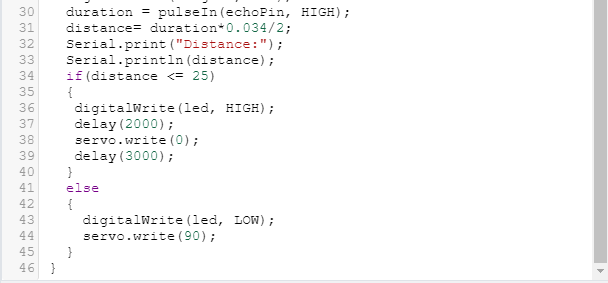 30 duration = pulseIn(echoPin, HIGH);
31 distance= duration*0.034/2;
32 Serial.print("Distance:");
33 Serial.println(distance);
34 if(distance <= 25)
35 {
36 digitalWrite(led, HIGH);
37 delay(2000);
38 servo.write(0);
39 delay(3000);
40 }
41 else
42 {
43 digitalWrite(led, LOW);
44 servo.write(90);
45 }
46 }